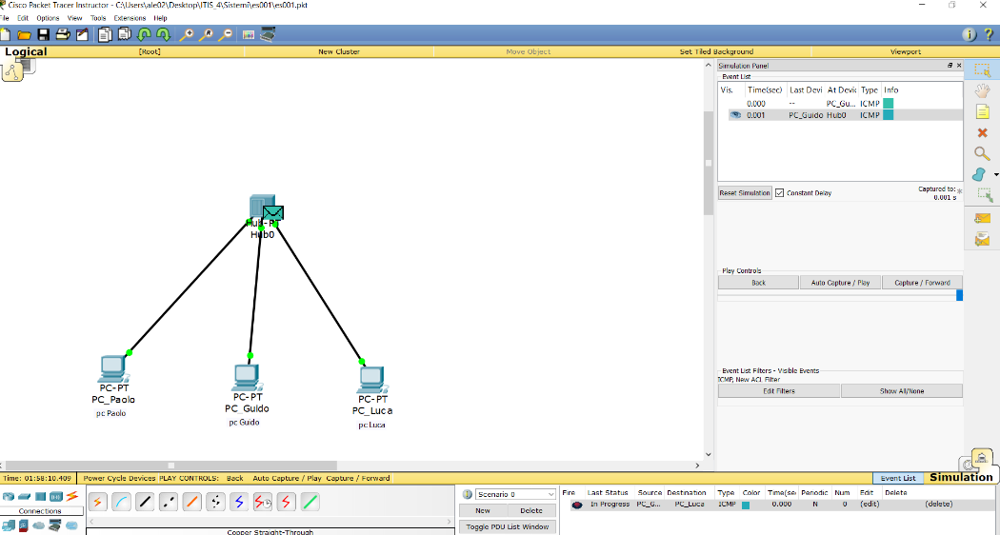 Cisco Packet Tracer Instructor - C:\Users\ale02\Desktop\ITIS_4\Sistemi\es001\es001.pkt
File Edit Options View Tools Extensions Help
Logical [Root] New Cluster Move Object Set Tiled Background Viewport
Simulation Panel
Event List
Vis. Time(sec) Last Devi At Devic Type Info
0.000 -- PC_Gu... ICMP
0.001 PC_Guido Hub0 ICMP
Reset Simulation Constant Delay Captured to: *
0.001 s
Hub-PT
Hub0
Play Controls
Back Auto Capture / Play Capture / Forward
PC-PT
PC_Paolo
pc Paolo
PC-PT
PC_Guido
pc Guido
PC-PT
PC_Luca
pc Luca
Event List Filters - Visible Events
ICMP, New ACL Filter
Edit Filters Show All/None
Time: 01:58:10.409 Power Cycle Devices PLAY CONTROLS: Back Auto Capture / Play Capture / Forward Event List Simulation
Connections
Copper Straight-Through
Scenario 0
New Delete
Toggle PDU List Window
Fire Last Status Source Destination Type Color Time(sec Periodic Num Edit Delete
In Progress PC_G... PC_Luca ICMP 0.000 N 0 (edit) (delete)